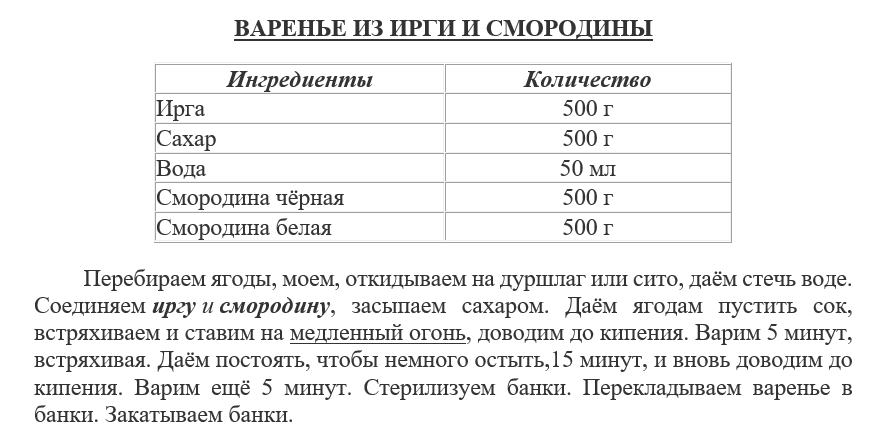 ВАРЕНЬЕ ИЗ ИРГИ И СМОРОДИНЫ
Ингредиенты Количество
Ирга 500 г
Сахар 500 г
Вода 50 мл
Смородина чёрная 500 г
Смородина белая 500 г
Перебираем ягоды, моем, откидываем на дуршлаг или сито, даём стечь воде.
Соединяем иргу и смородину, засыпаем сахаром. Даём ягодам пустить сок,
встряхиваем и ставим на медленный огонь, доводим до кипения. Варим 5 минут,
встряхивая. Даём постоять, чтобы немного остыть,15 минут, и вновь доводим до
кипения. Варим ещё 5 минут. Стерилизуем банки. Перекладываем варенье в
банки. Закатываем банки.